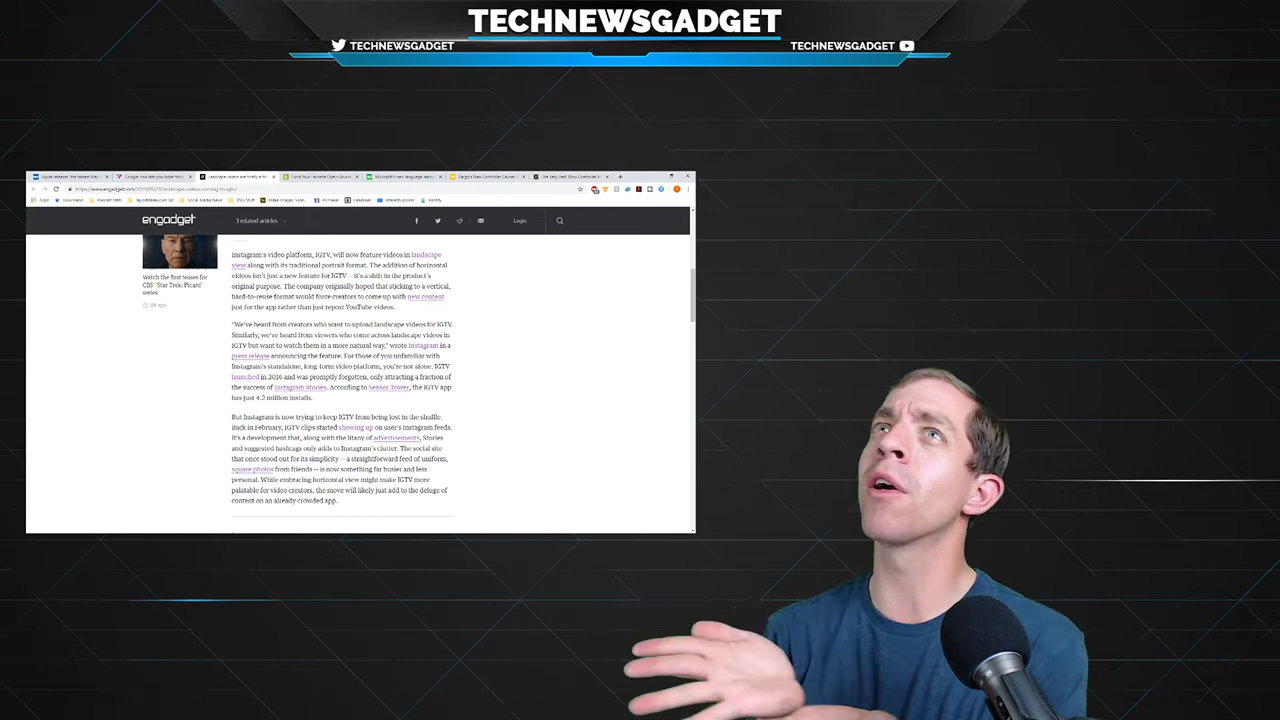 TECHNEWSGADGET
TECHNEWSGADGET
TECHNEWSGADGET
engadget
3 related articles
Login
Watch the first teasers for
CBS' 'Star Trek: Picard'
series
Instagram's video platform, IGTV, will now feature videos in landscape
view along with its traditional portrait format. The addition of horizontal
videos isn't just a new feature for IGTV -- it's a shift in the product's
original purpose. The company originally hoped that sticking to a vertical,
hard-to-reuse format would force creators to come up with new content
just for the app rather than just repost YouTube videos.
"We've heard from creators who want to upload landscape videos for IGTV.
Similarly, we've heard from viewers who come across landscape videos in
IGTV but want to watch them in a more natural way," wrote Instagram in a
press release announcing the feature. For those of you unfamiliar with
Instagram's standalone, long-form video platform, you're not alone. IGTV
launched in 2016 and was promptly forgotten, only attracting a fraction of
the success of Instagram Stories. According to Sensor Tower, the IGTV app
has just 4.2 million installs.
But Instagram is now trying to keep IGTV from being lost in the shuffle.
Back in February, IGTV clips started showing up on user's Instagram feeds.
It's a development that, along with the litany of advertisements, Stories
and suggested hashtags only adds to Instagram's clutter. The social site
that once stood out for its simplicity -- a straightforward feed of uniform,
square photos from friends -- is now something far busier and less
personal. While embracing horizontal view might make IGTV more
palatable for video creators, the move will likely just add to the deluge of
content on an already crowded app.